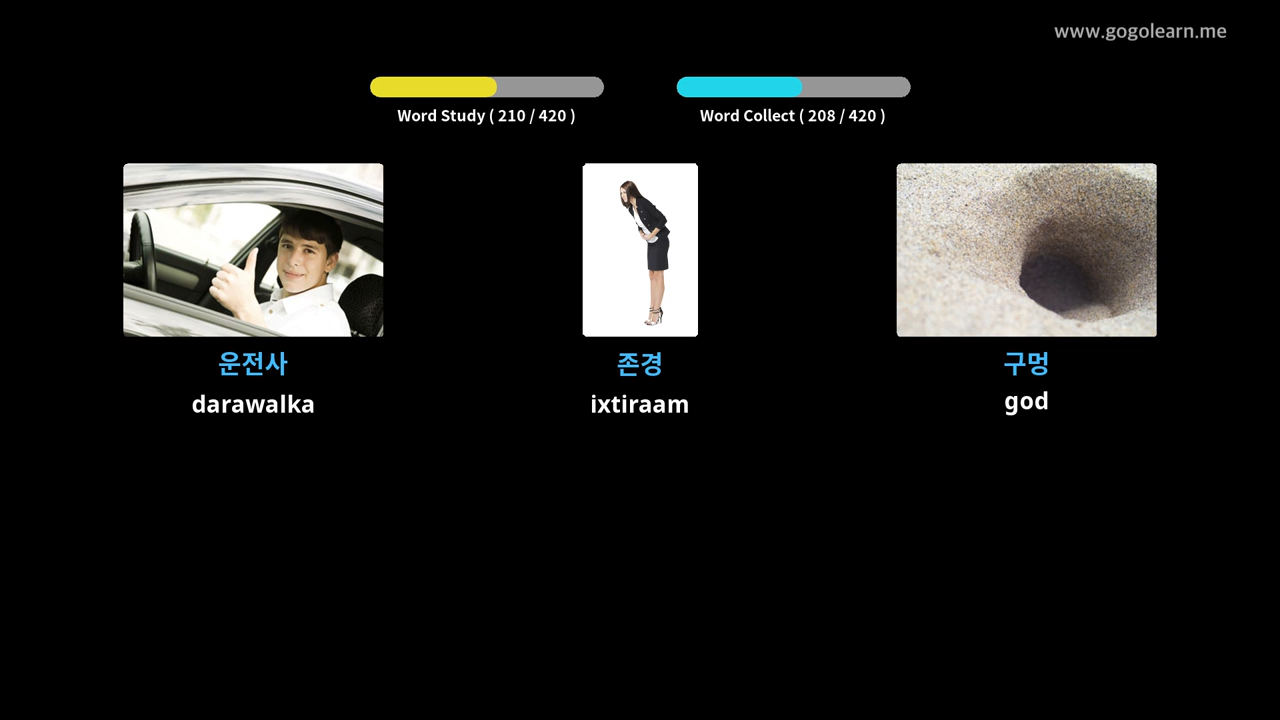 www.gogolearn.me
Word Study ( 210 / 420 )
Word Collect ( 208 / 420 )
운전사
darawalka
존경
ixtiraam
구멍
god